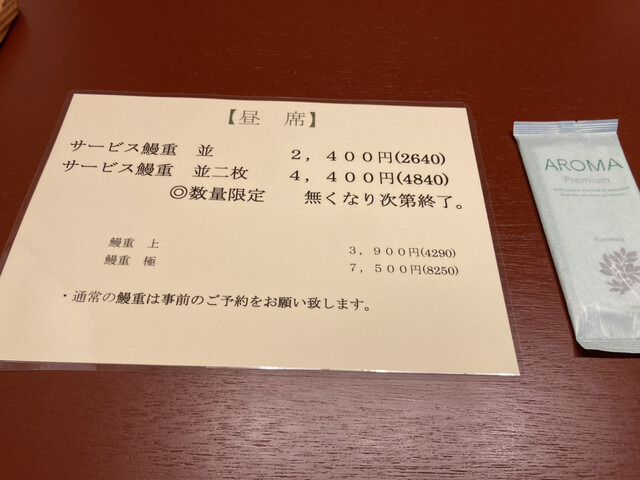 【昼　席】
サービス鰻重　並　２，４００円(2640)
サービス鰻重　並二枚　４，４００円(4840)
◎数量限定　無くなり次第終了。
鰻重　上　３，９００円(4290)
鰻重　極　７，５００円(8250)
・通常の鰻重は事前のご予約をお願い致します。
AROMA
Premium